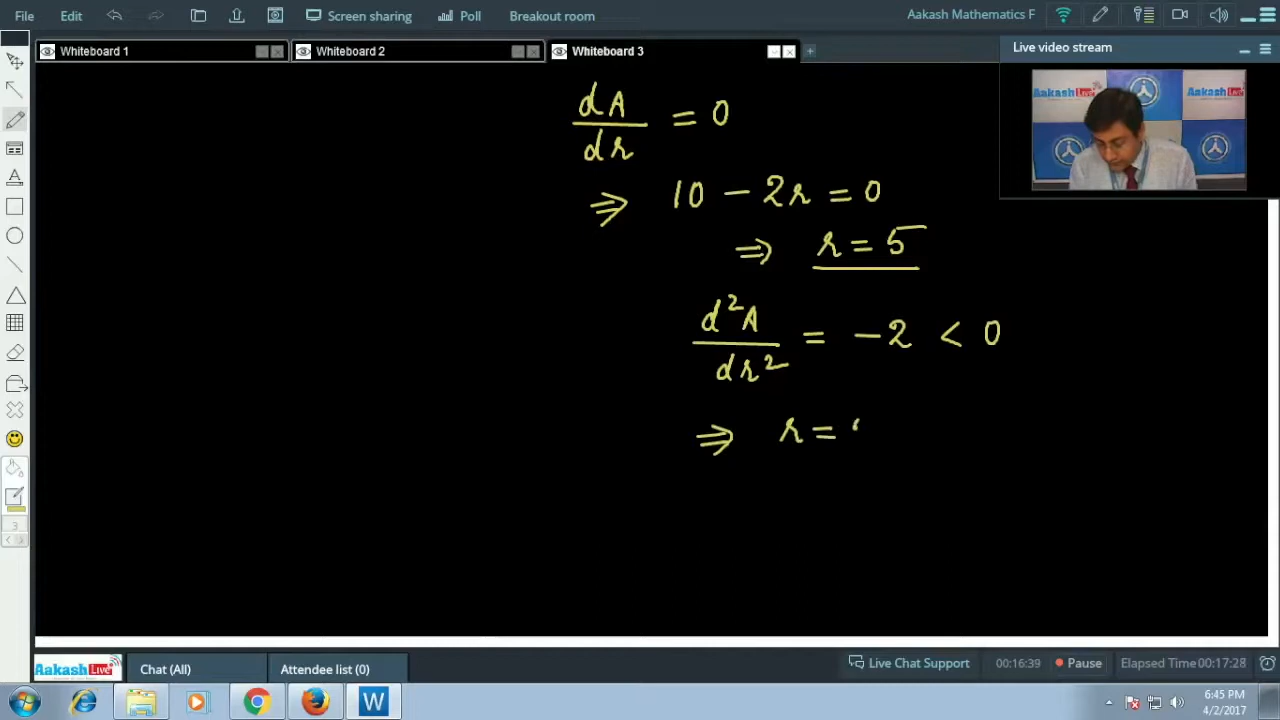 File Edit Screen sharing Poll Breakout room Aakash Mathematics F
Whiteboard 1 Whiteboard 2 Whiteboard 3 Live video stream
dA/dr = 0
⇒ 10 - 2r = 0
⇒ r = 5
d²A/dr² = -2 < 0
⇒ r =
3
Aakash Live Chat (All) Attendee list (0) Live Chat Support 00:16:39 Pause Elapsed Time 00:17:28
6:45 PM
4/2/2017